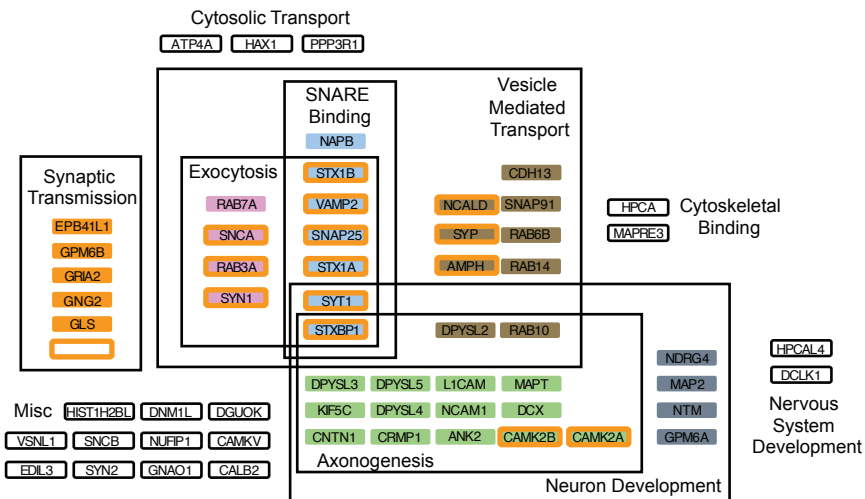 Cytosolic Transport
ATP4A HAX1 PPP3R1
SNARE
Binding
Vesicle
Mediated
Transport
NAPB
Synaptic
Transmission
Exocytosis
STX1B CDH13
RAB7A VAMP2 NCALD SNAP91
HPCA
MAPRE3
Cytoskeletal
Binding
EPB41L1
SNCA SNAP25 SYP RAB6B
GPM6B
RAB3A STX1A AMPH RAB14
GRIA2
GNG2
SYN1 SYT1
GLS
STXBP1 DPYSL2 RAB10
NDRG4
HPCAL4
DCLK1
Nervous
System
Development
DPYSL3 DPYSL5 L1CAM MAPT MAP2
KIF5C DPYSL4 NCAM1 DCX NTM
CNTN1 CRMP1 ANK2 CAMK2B CAMK2A GPM6A
Axonogenesis
Neuron Development
Misc HIST1H2BL DNM1L DGUOK
VSNL1 SNCB NUFIP1 CAMKV
EDIL3 SYN2 GNAO1 CALB2